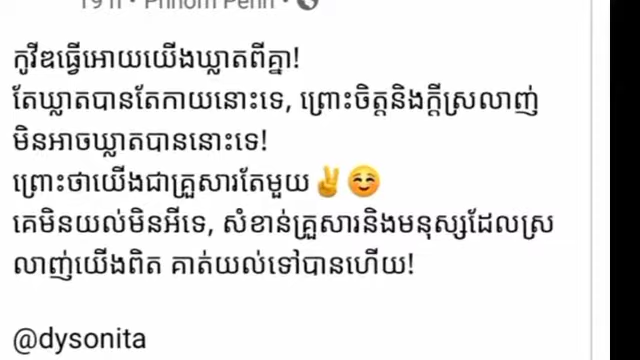 19 h · Phnom Penh ·
កូវីឌធ្វើអោយយើងឃ្លាតពីគ្នា!
តែឃ្លាតបានតែកាយនោះទេ, ព្រោះចិត្តនិងក្ដីស្រលាញ់
មិនអាចឃ្លាតបាននោះទេ!
ព្រោះថាយើងជាគ្រួសារតែមួយ✌️☺️
គេមិនយល់មិនអីទេ, សំខាន់គ្រួសារនិងមនុស្សដែលស្រ
លាញ់យើងពិត គាត់យល់ទៅបានហើយ!
@dysonita